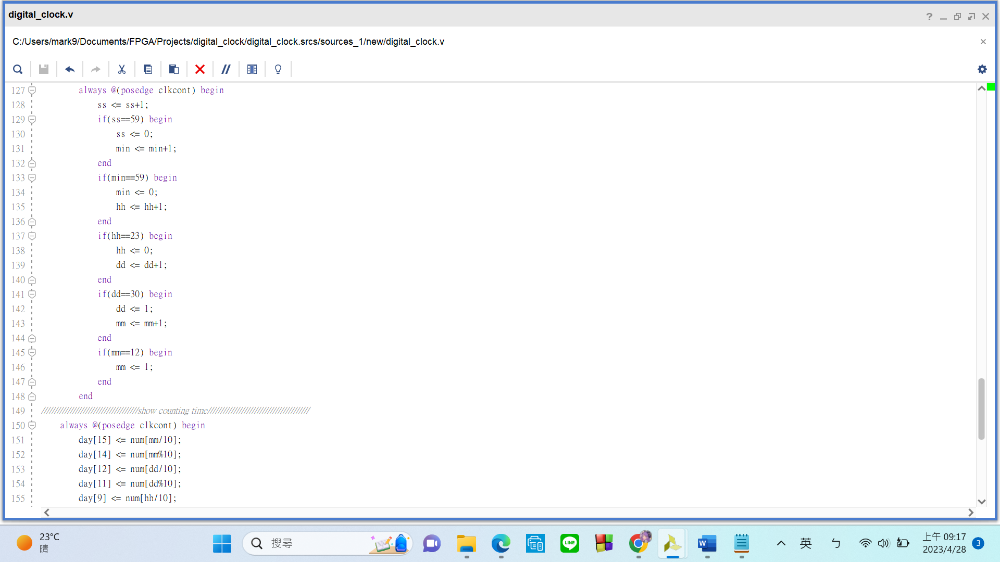 digital_clock.v
C:/Users/mark9/Documents/FPGA/Projects/digital_clock/digital_clock.srcs/sources_1/new/digital_clock.v
127 always @(posedge clkcont) begin
128 ss <= ss+1;
129 if(ss==59) begin
130 ss <= 0;
131 min <= min+1;
132 end
133 if(min==59) begin
134 min <= 0;
135 hh <= hh+1;
136 end
137 if(hh==23) begin
138 hh <= 0;
139 dd <= dd+1;
140 end
141 if(dd==30) begin
142 dd <= 1;
143 mm <= mm+1;
144 end
145 if(mm==12) begin
146 mm <= 1;
147 end
148 end
149 /////////////////////////////////////show counting time///////////////////////////////////////
150 always @(posedge clkcont) begin
151 day[15] <= num[mm/10];
152 day[14] <= num[mm%10];
153 day[12] <= num[dd/10];
154 day[11] <= num[dd%10];
155 day[9] <= num[hh/10];
23°C
晴
搜尋
LINE
W
英
ㄅ
上午 09:17
2023/4/28
3